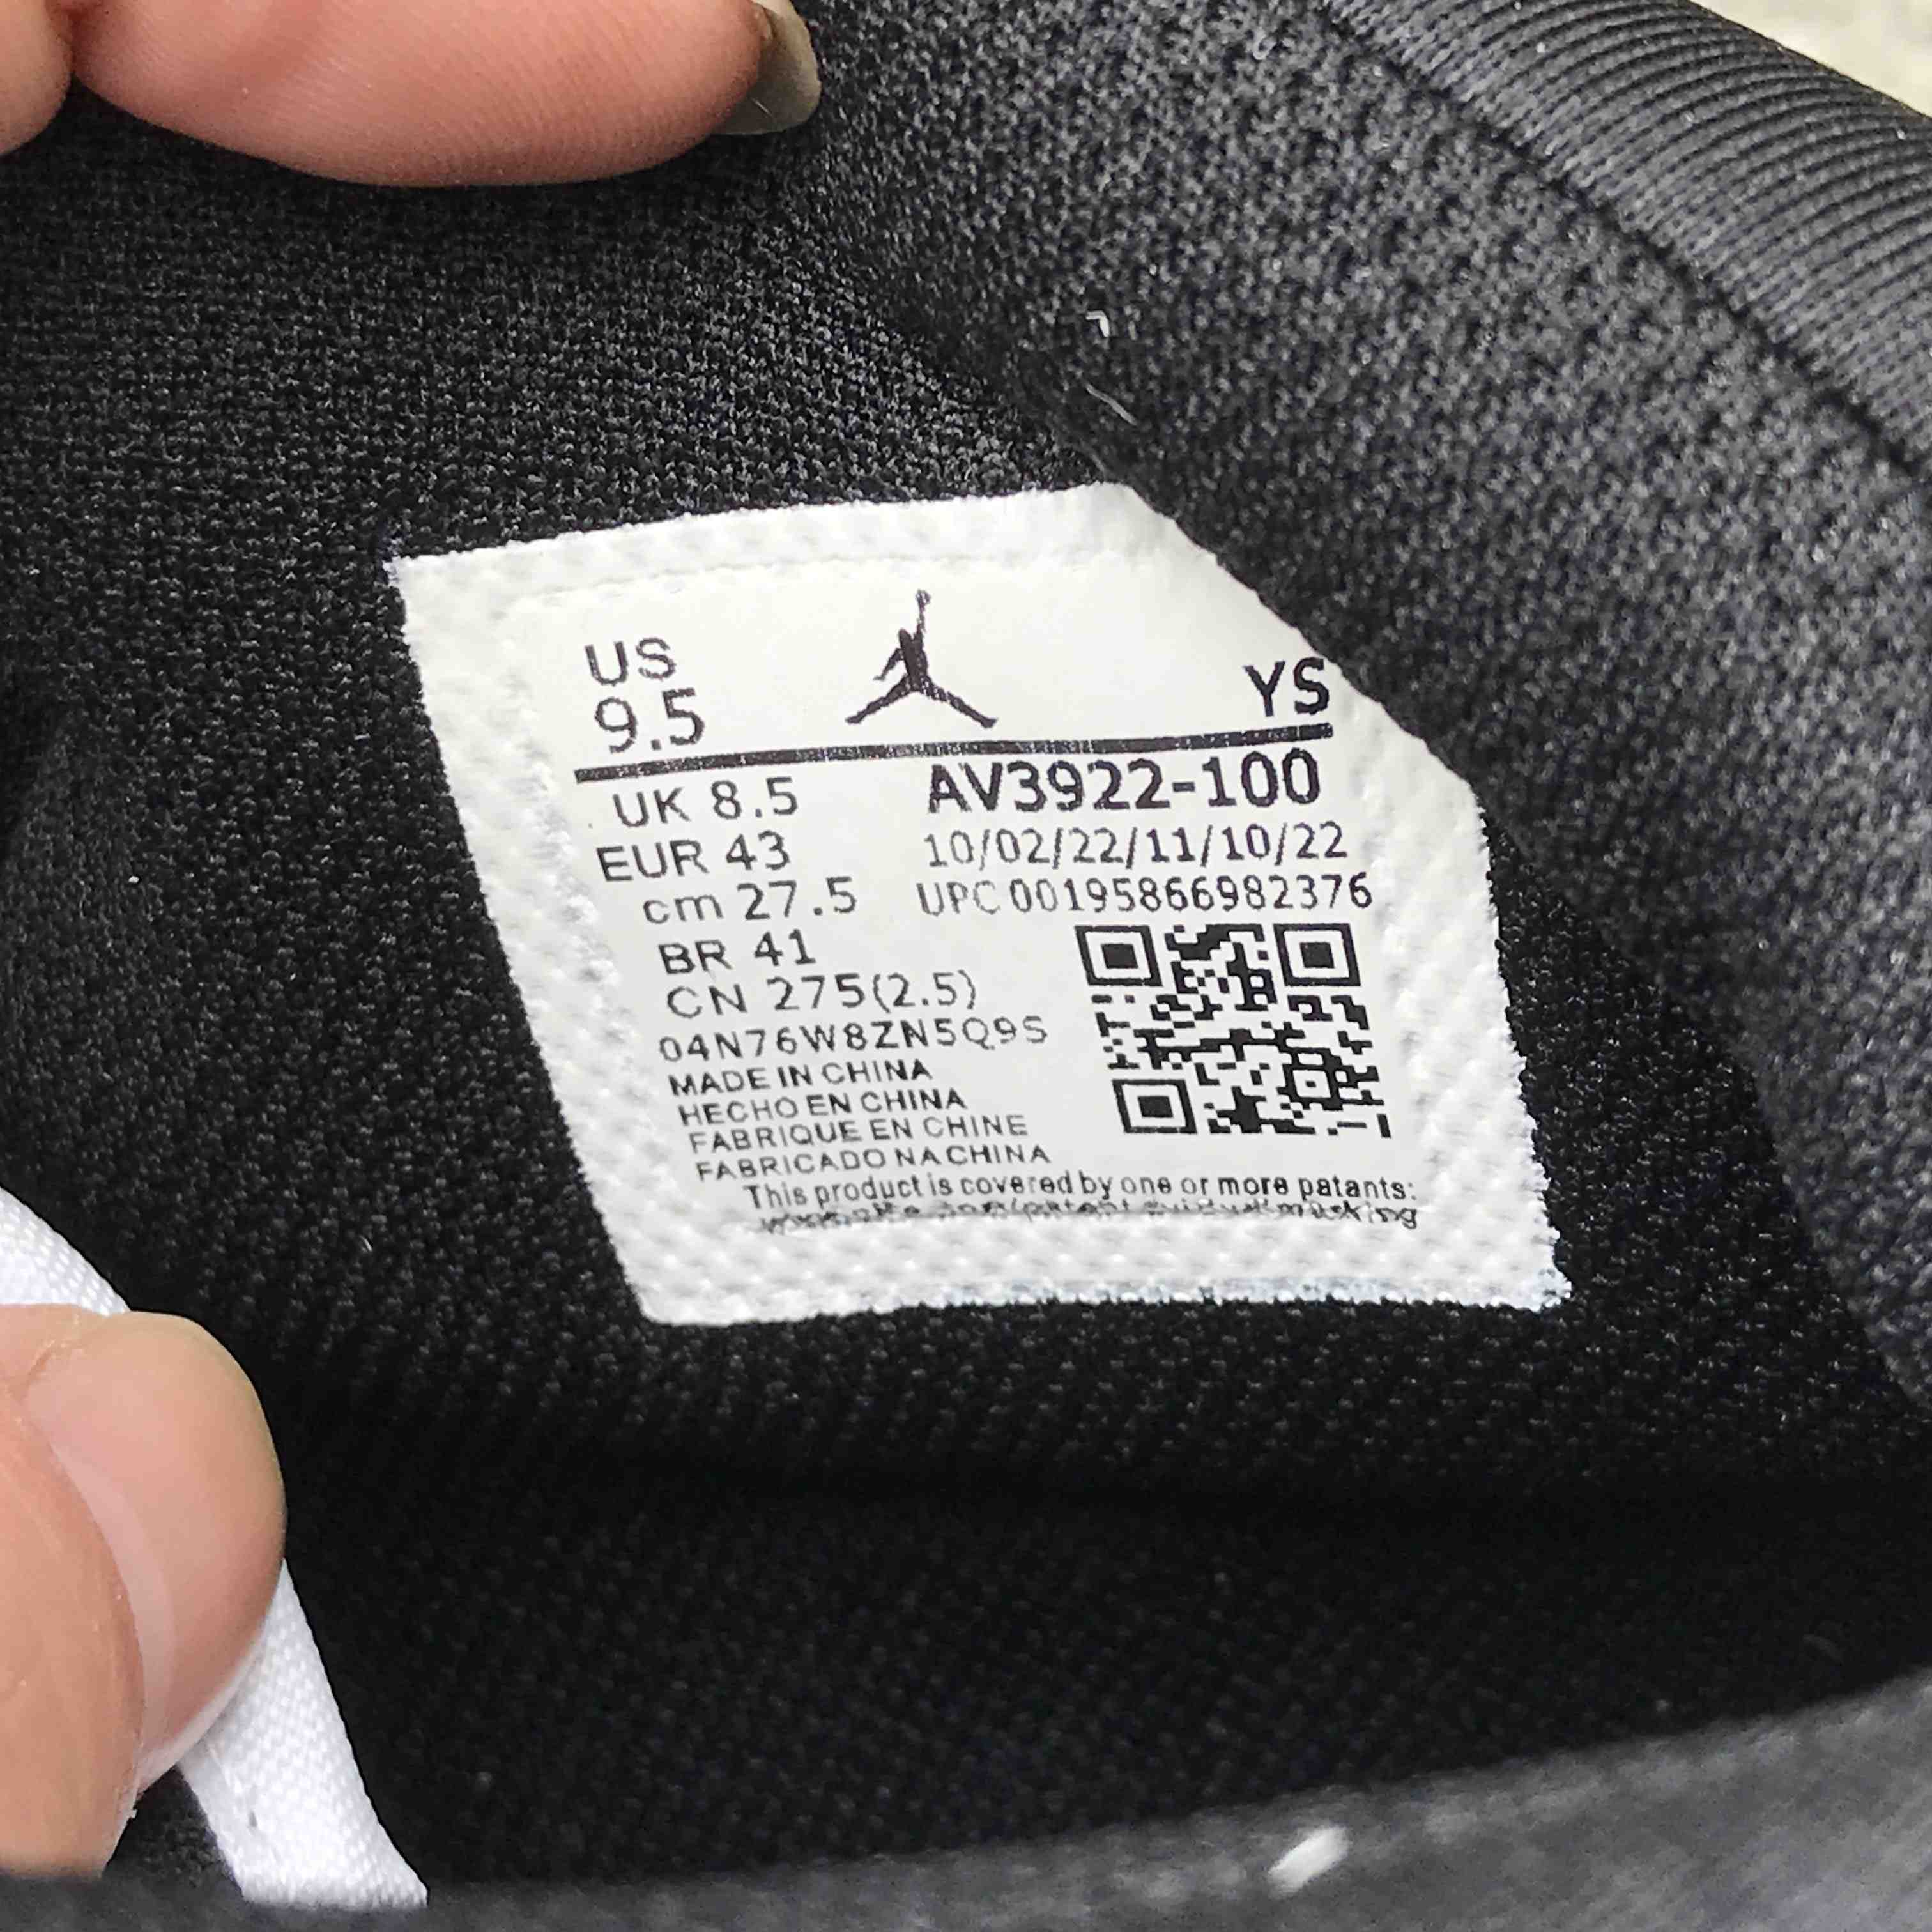 US
9.5
YS
UK 8.5
EUR 43
cm 27.5
BR 41
CN 275(2.5)
AV3922-100
10/02/22/11/10/22
UPC 00195866982376
04N76W8ZN5Q9S
MADE IN CHINA
HECHO EN CHINA
FABRIQUE EN CHINE
FABRICADO NA CHINA
This product is covered by one or more patants: